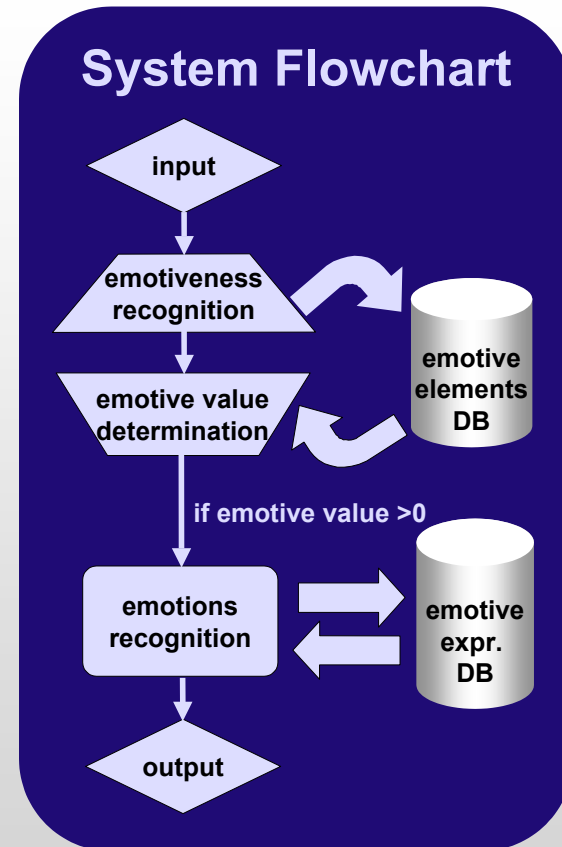 System Flowchart
input
emotiveness
recognition
emotive
elements
DB
emotive value
determination
if emotive value >0
emotions
recognition
emotive
expr.
DB
output